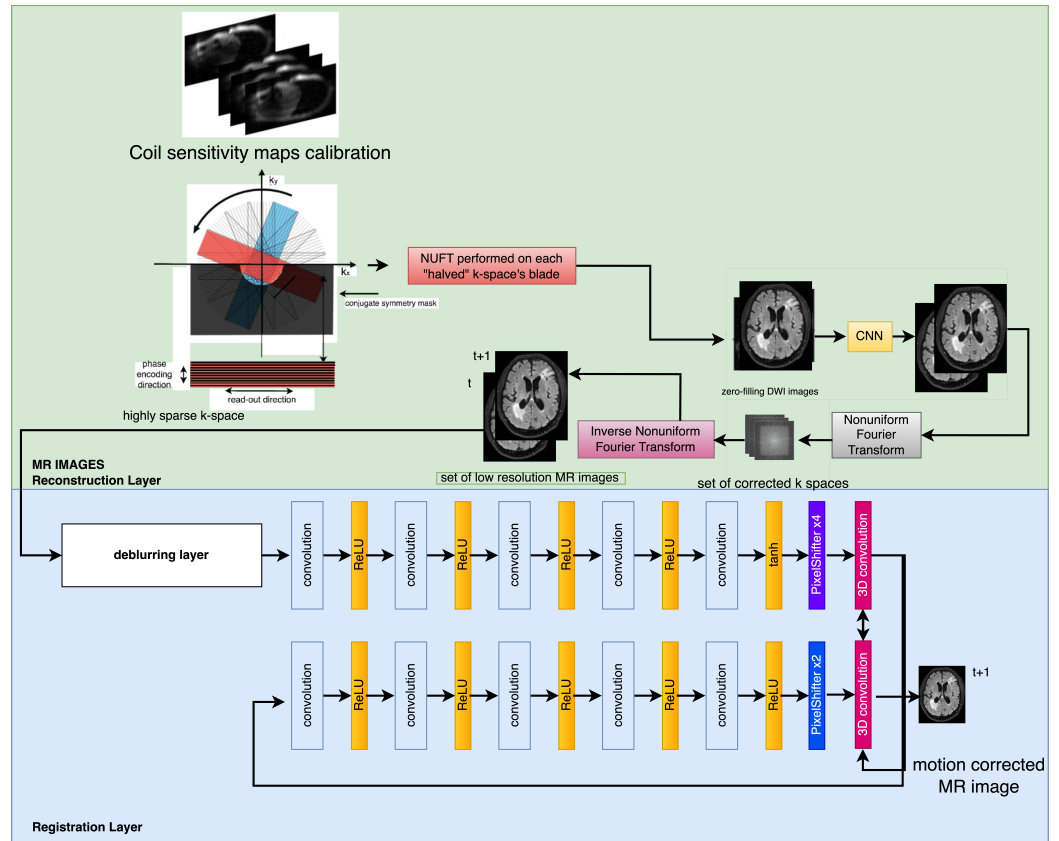 Coil sensitivity maps calibration
ky
kx
conjugate symmetry mask
phase
encoding
direction
read-out direction
highly sparse k-space
NUFT performed on each
"halved" k-space's blade
CNN
zero-filling DWI images
Nonuniform
Fourier
Transform
set of corrected k spaces
Inverse Nonuniform
Fourier Transform
t+1
t
set of low resolution MR images
MR IMAGES
Reconstruction Layer
deblurring layer
convolution
ReLU
convolution
ReLU
convolution
ReLU
convolution
ReLU
convolution
tanh
PixelShifter x4
3D convolution
convolution
ReLU
convolution
ReLU
convolution
ReLU
convolution
ReLU
convolution
ReLU
PixelShifter x2
3D convolution
t+1
motion corrected
MR image
Registration Layer